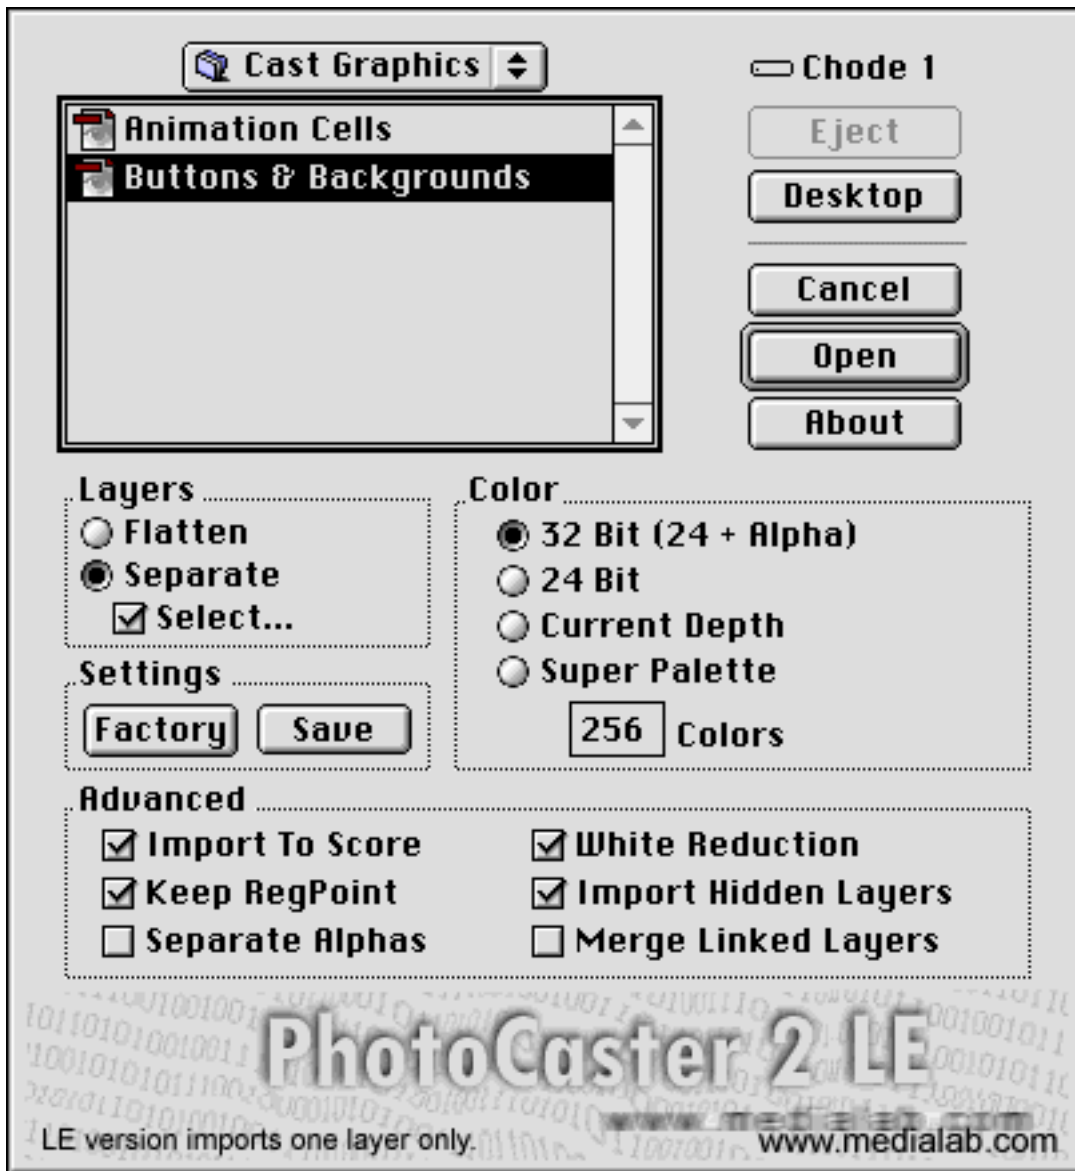 Cast Graphics
Chode 1
Animation Cells
Buttons & Backgrounds
Eject
Desktop
Cancel
Open
About
Layers
Flatten
Separate
Select...
Color
32 Bit (24 + Alpha)
24 Bit
Current Depth
Super Palette
256 Colors
Settings
Factory Save
Advanced
Import To Score
White Reduction
Keep RegPoint
Import Hidden Layers
Separate Alphas
Merge Linked Layers
PhotoCaster 2 LE
LE version imports one layer only.
www.medialab.com